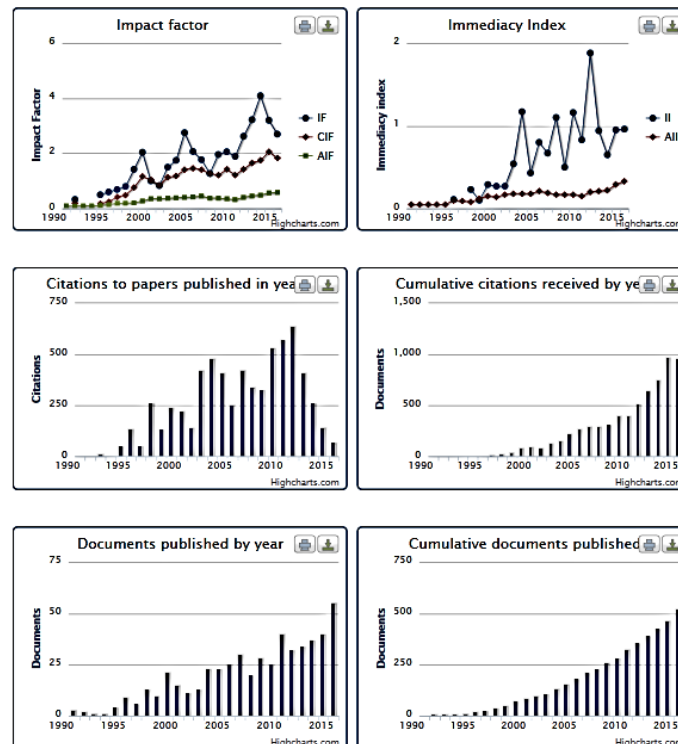 Impact factor
6
4
2
0
Impact Factor
IF
CIF
AIF
1990 1995 2000 2005 2010 2015
Highcharts.com
Immediacy Index
2
1
0
Immediacy index
II
AII
1990 1995 2000 2005 2010 2015
Highcharts.com
Citations to papers published in yea
750
500
250
0
Citations
1990 1995 2000 2005 2010 2015
Highcharts.com
Cumulative citations received by ye
1,500
1,000
500
0
Documents
1990 1995 2000 2005 2010 2015
Highcharts.com
Documents published by year
75
50
25
0
Documents
1990 1995 2000 2005 2010 2015
Highcharts.com
Cumulative documents published
750
500
250
0
Documents
1990 1995 2000 2005 2010 2015
Highcharts.com